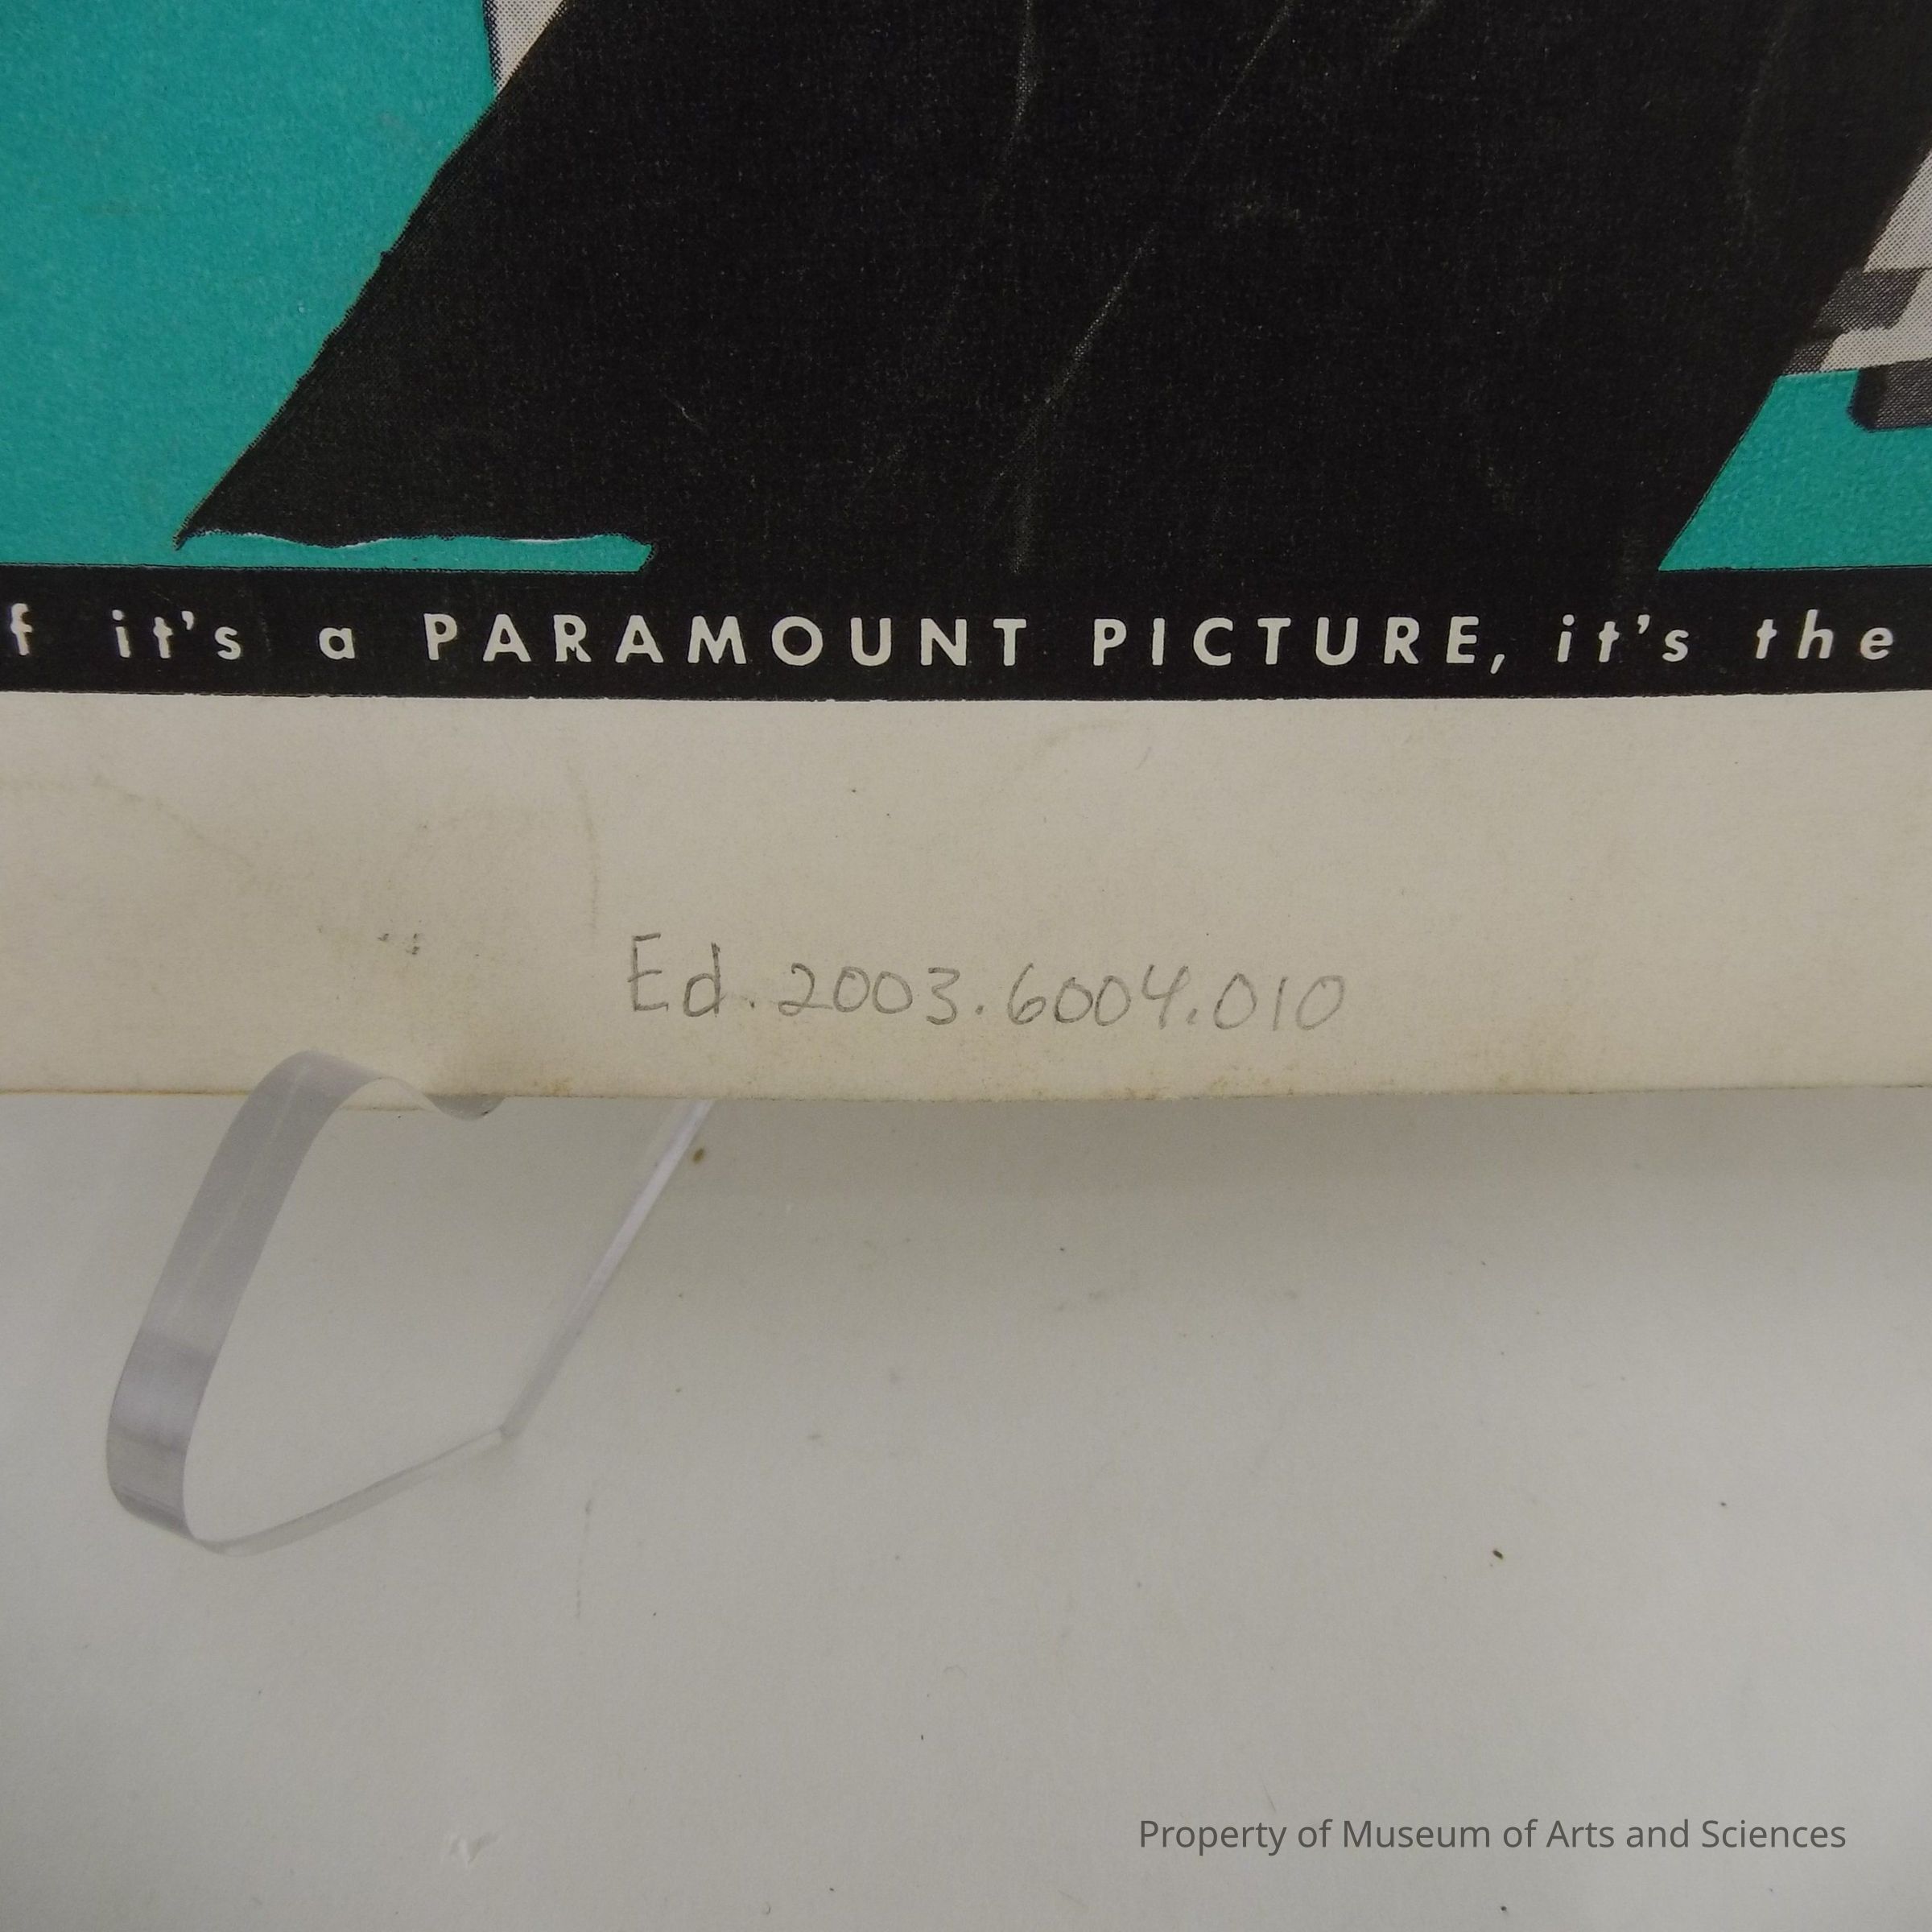 f it's a PARAMOUNT PICTURE, it's the
Ed. 2003.6004.010
Property of Museum of Arts and Sciences